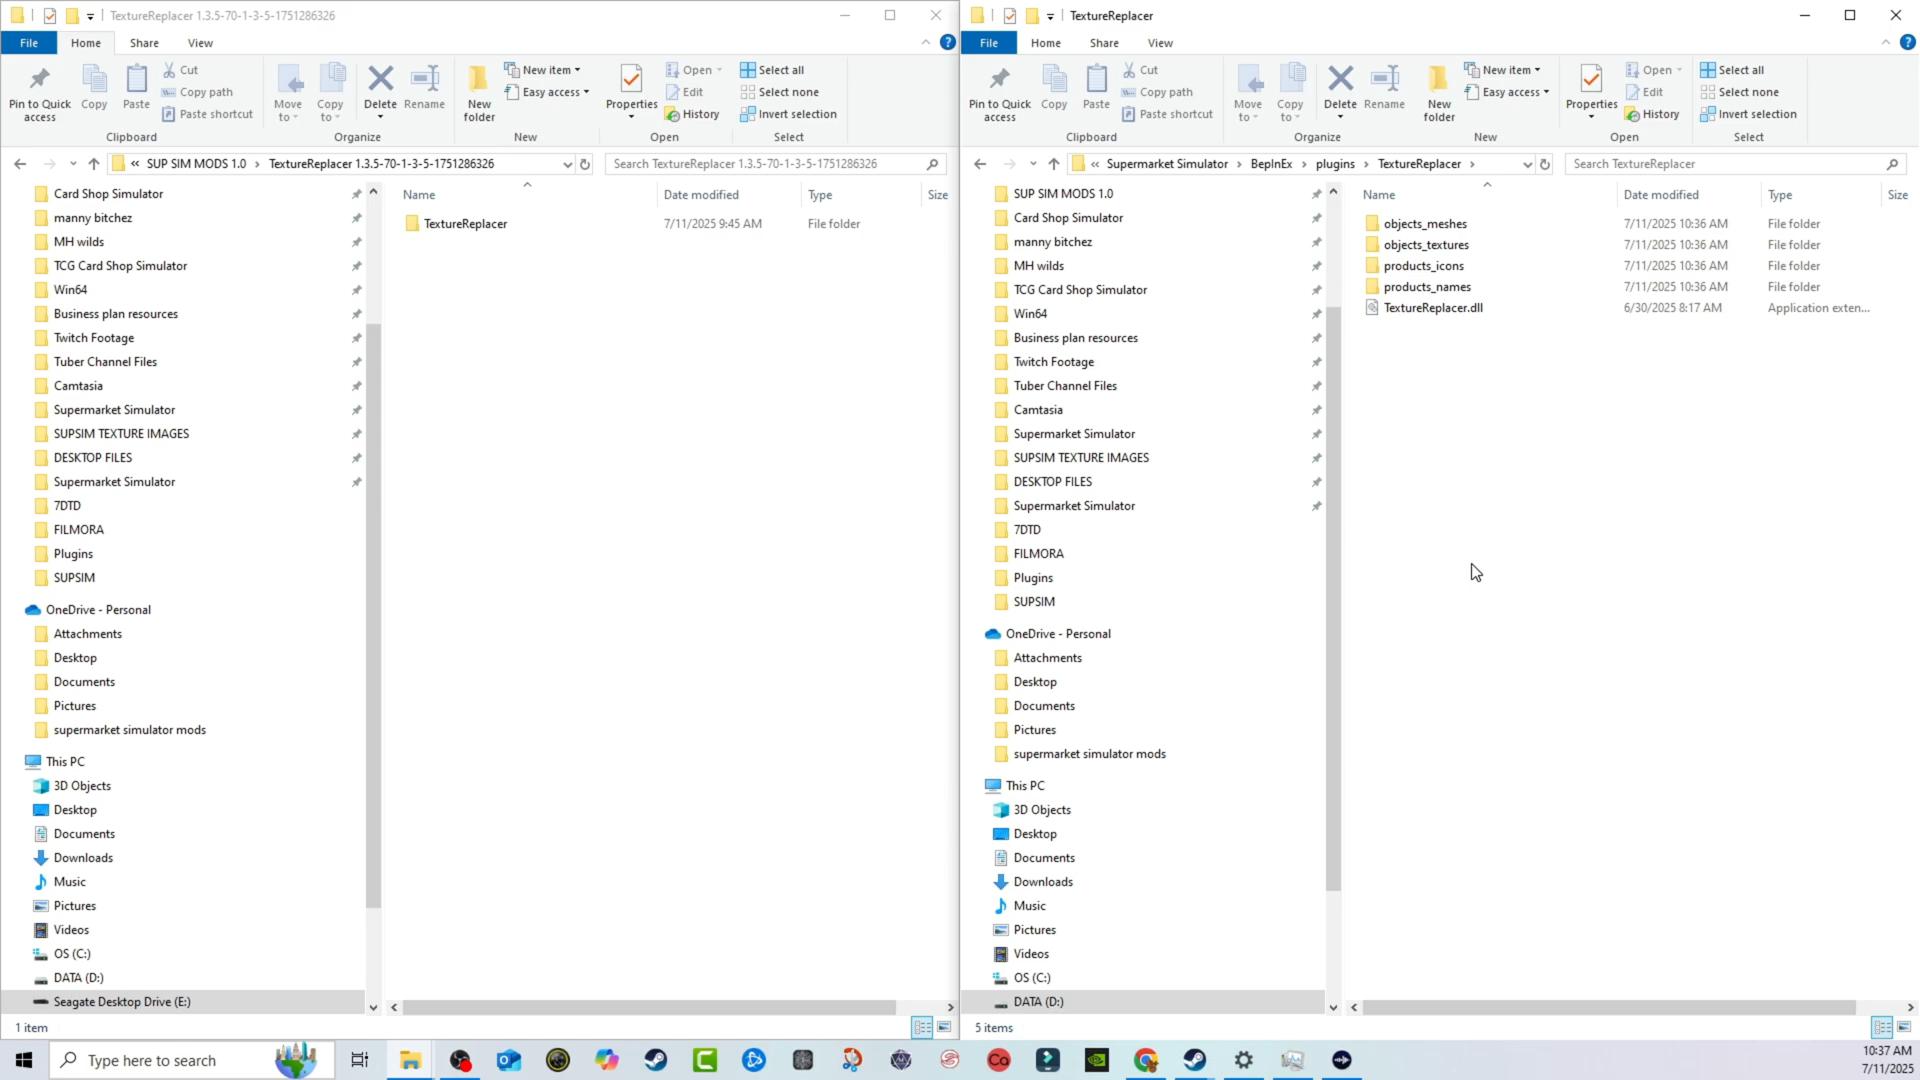 TextureReplacer 1.3.5-70-1-3-5-1751286326
File
Home
Share
View
Pin to Quick access
Copy
Paste
Cut
Copy path
Paste shortcut
Clipboard
Move to
Copy to
Delete
Rename
Organize
New folder
New item
Easy access
New
Properties
Open
Edit
History
Open
Select all
Select none
Invert selection
Select
« SUP SIM MODS 1.0 › TextureReplacer 1.3.5-70-1-3-5-1751286326
Search TextureReplacer 1.3.5-70-1-3-5-1751286326
Card Shop Simulator
manny bitchez
MH wilds
TCG Card Shop Simulator
Win64
Business plan resources
Twitch Footage
Tuber Channel Files
Camtasia
Supermarket Simulator
SUPSIM TEXTURE IMAGES
DESKTOP FILES
Supermarket Simulator
7DTD
FILMORA
Plugins
SUPSIM
OneDrive - Personal
Attachments
Desktop
Documents
Pictures
supermarket simulator mods
This PC
3D Objects
Desktop
Documents
Downloads
Music
Pictures
Videos
OS (C:)
DATA (D:)
Seagate Desktop Drive (E:)
Name Date modified Type Size
TextureReplacer 7/11/2025 9:45 AM File folder
1 item
TextureReplacer
File
Home
Share
View
Pin to Quick access
Copy
Paste
Cut
Copy path
Paste shortcut
Clipboard
Move to
Copy to
Delete
Rename
Organize
New folder
New item
Easy access
New
Properties
Open
Edit
History
Open
Select all
Select none
Invert selection
Select
« Supermarket Simulator › BepInEx › plugins › TextureReplacer ›
Search TextureReplacer
SUP SIM MODS 1.0
Card Shop Simulator
manny bitchez
MH wilds
TCG Card Shop Simulator
Win64
Business plan resources
Twitch Footage
Tuber Channel Files
Camtasia
Supermarket Simulator
SUPSIM TEXTURE IMAGES
DESKTOP FILES
Supermarket Simulator
7DTD
FILMORA
Plugins
SUPSIM
OneDrive - Personal
Attachments
Desktop
Documents
Pictures
supermarket simulator mods
This PC
3D Objects
Desktop
Documents
Downloads
Music
Pictures
Videos
OS (C:)
DATA (D:)
Name Date modified Type Size
objects_meshes 7/11/2025 10:36 AM File folder
objects_textures 7/11/2025 10:36 AM File folder
products_icons 7/11/2025 10:36 AM File folder
products_names 7/11/2025 10:36 AM File folder
TextureReplacer.dll 6/30/2025 8:17 AM Application exten...
5 items
Type here to search
10:37 AM
7/11/2025